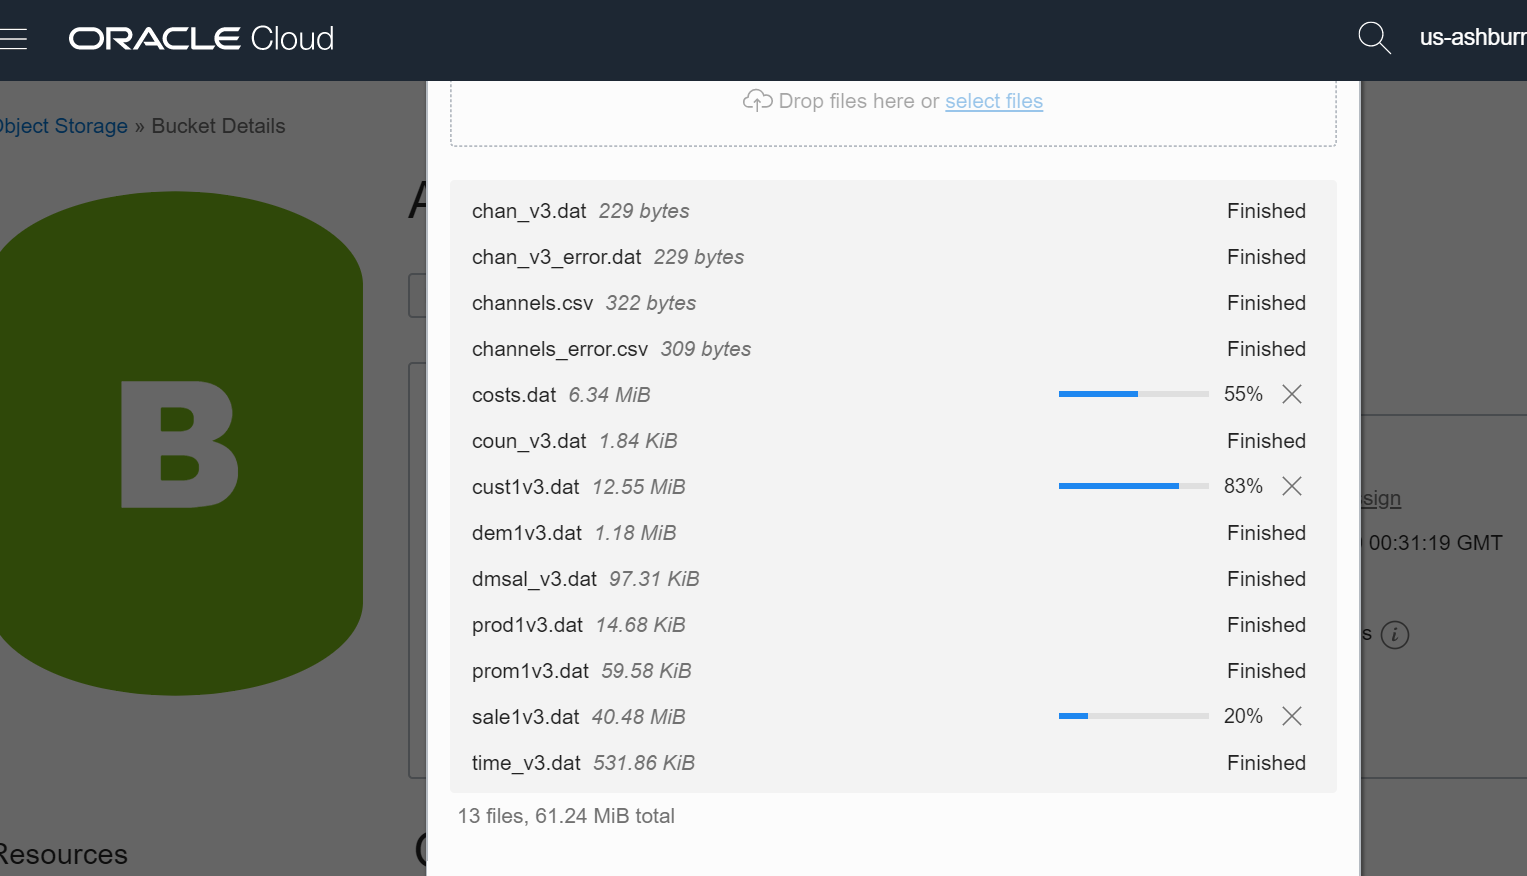 ORACLE Cloud
us-ashburn
Drop files here or select files
Object Storage » Bucket Details
B
chan_v3.dat 229 bytes Finished
chan_v3_error.dat 229 bytes Finished
channels.csv 322 bytes Finished
channels_error.csv 309 bytes Finished
costs.dat 6.34 MiB 55%
coun_v3.dat 1.84 KiB Finished
cust1v3.dat 12.55 MiB 83%
sign
dem1v3.dat 1.18 MiB Finished
00:31:19 GMT
dmsal_v3.dat 97.31 KiB Finished
prod1v3.dat 14.68 KiB Finished
s i
prom1v3.dat 59.58 KiB Finished
sale1v3.dat 40.48 MiB 20%
time_v3.dat 531.86 KiB Finished
13 files, 61.24 MiB total
Resources